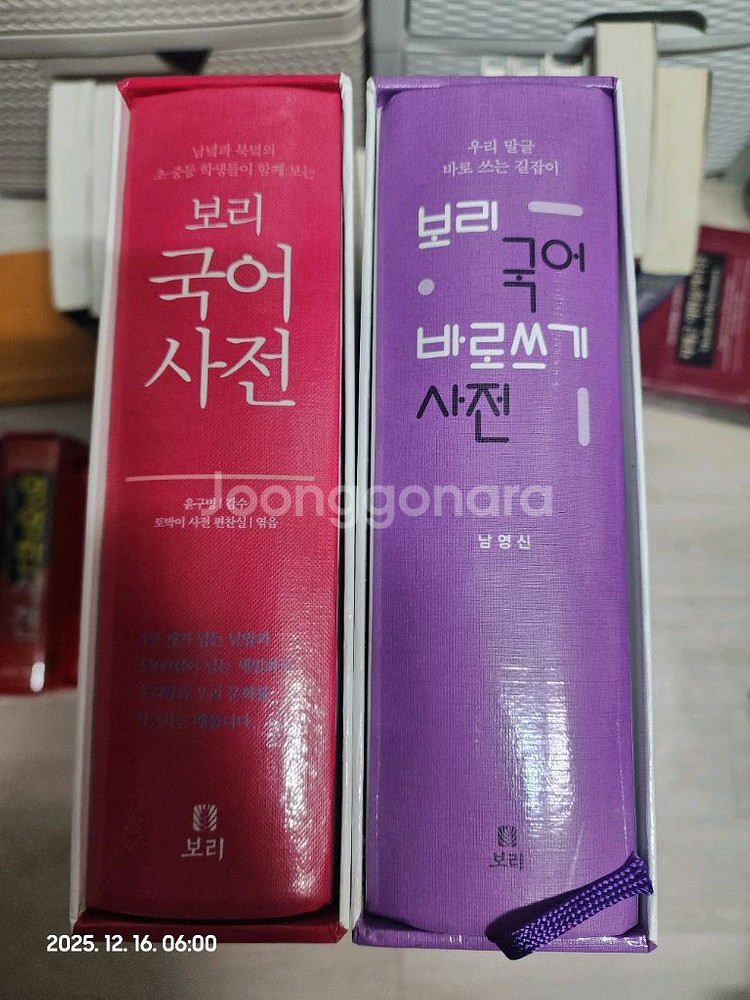 남녘과 북녘의
초·중등 학생들이 함께 보는
보리
국어
사전
윤구병 | 감수
토박이 사전 편찬실 | 엮음
보리
우리 말글
바로 쓰는 길잡이
보리
국어
바로쓰기
사전
남영신
보리
Joonggonara
2025.12.16. 06:00